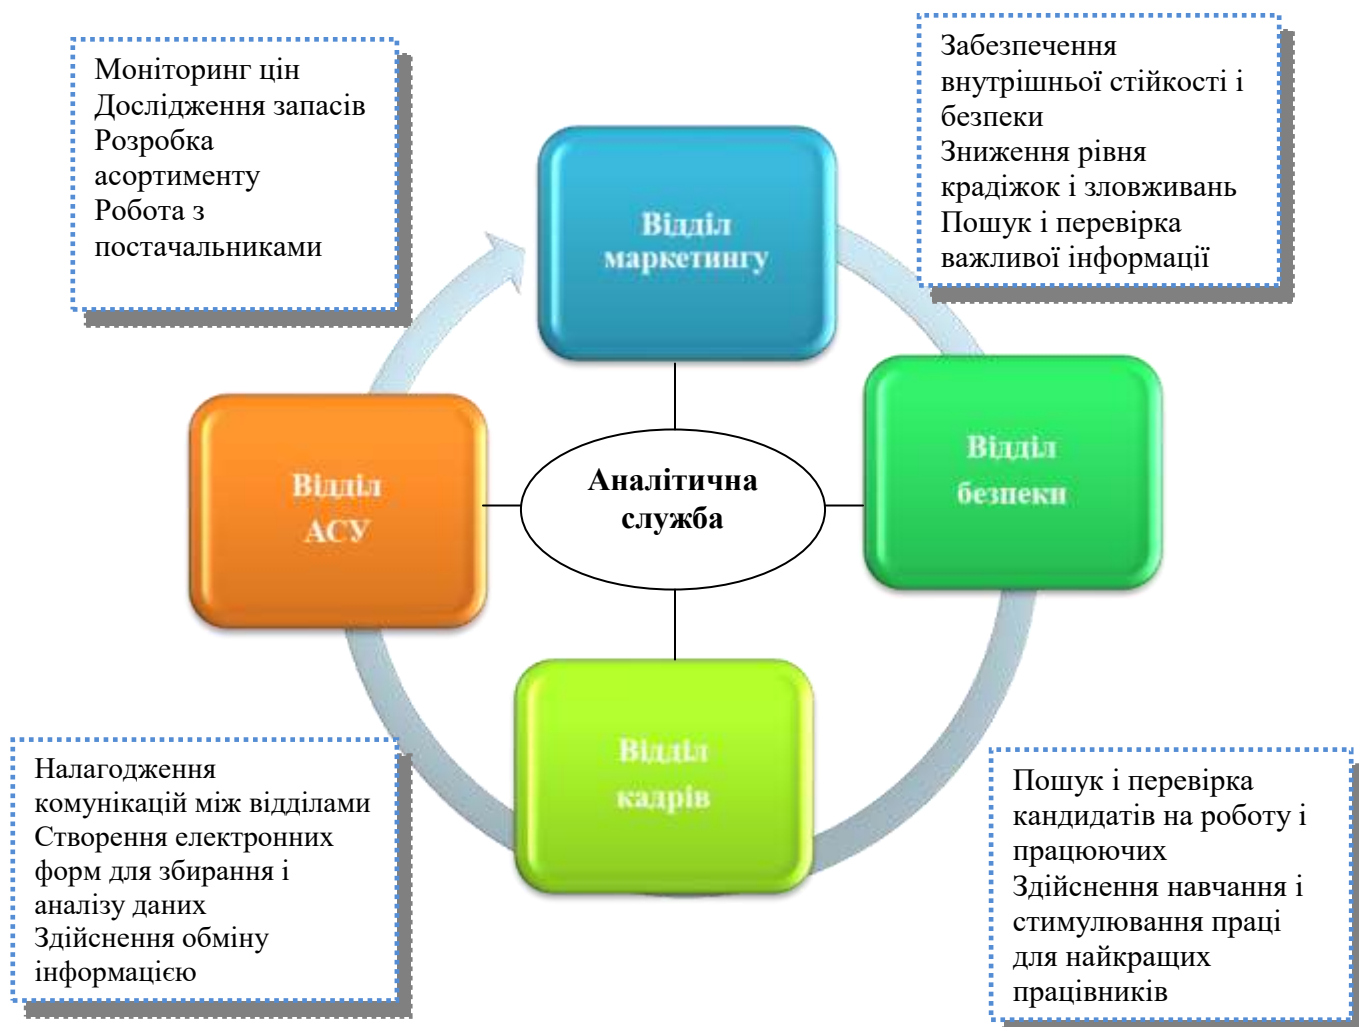 Моніторинг цін
Дослідження запасів
Розробка
асортименту
Робота з
постачальниками
Забезпечення
внутрішньої стійкості і
безпеки
Зниження рівня
крадіжок і зловживань
Пошук і перевірка
важливої інформації
Відділ
маркетингу
Відділ
безпеки
Аналітична
служба
Відділ
АСУ
Відділ
кадрів
Налагодження
комунікацій між відділами
Створення електронних
форм для збирання і
аналізу даних
Здійснення обміну
інформацією
Пошук і перевірка
кандидатів на роботу і
працюючих
Здійснення навчання і
стимулювання праці
для найкращих
працівників